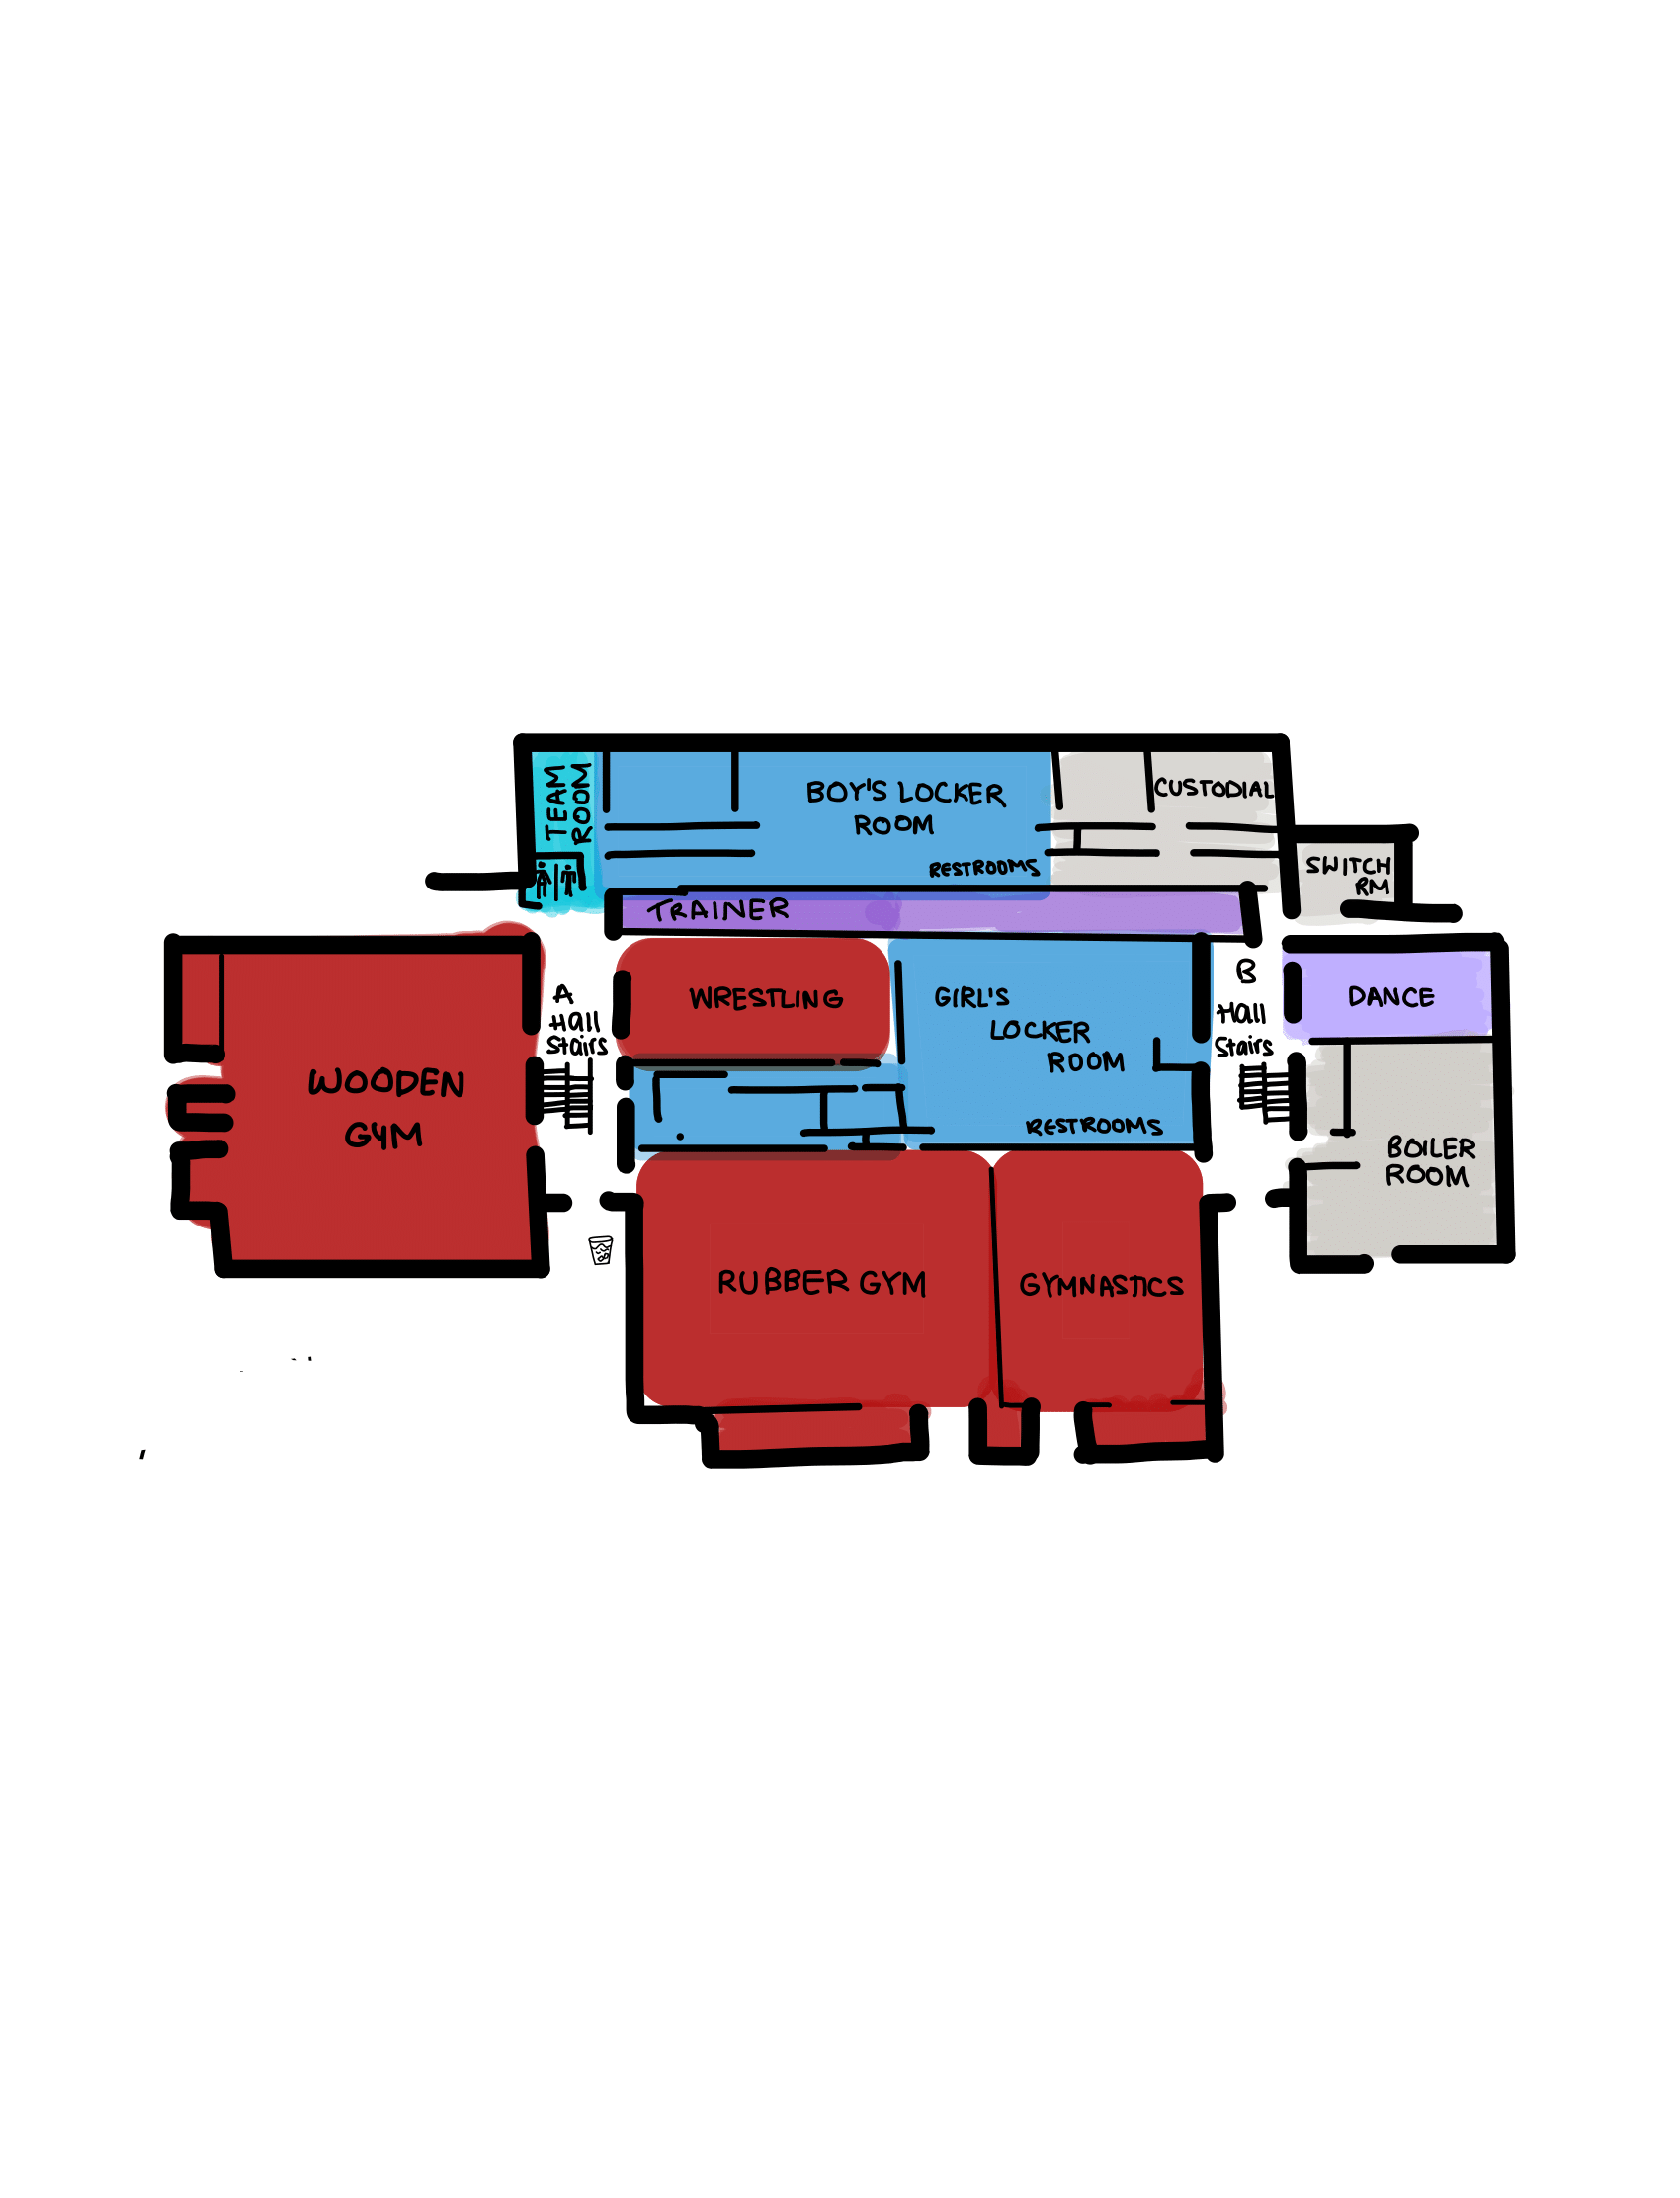 TEAM
ROOM
BOY'S LOCKER
ROOM
RESTROOMS
CUSTODIAL
SWITCH
RM
TRAINER
WOODEN
GYM
A
Hall
Stairs
WRESTLING
GIRL'S
LOCKER
ROOM
RESTROOMS
B
Hall
Stairs
DANCE
BOILER
ROOM
RUBBER GYM
GYMNASTICS